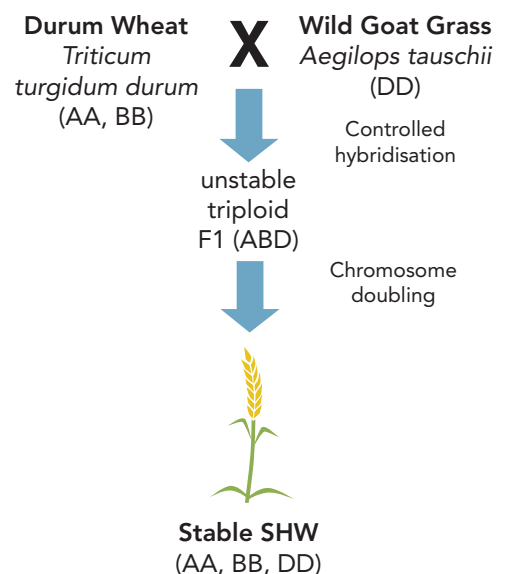 Durum Wheat
Triticum
turgidum durum
(AA, BB)
X
Wild Goat Grass
Aegilops tauschii
(DD)
Controlled
hybridisation
unstable
triploid
F1 (ABD)
Chromosome
doubling
Stable SHW
(AA, BB, DD)